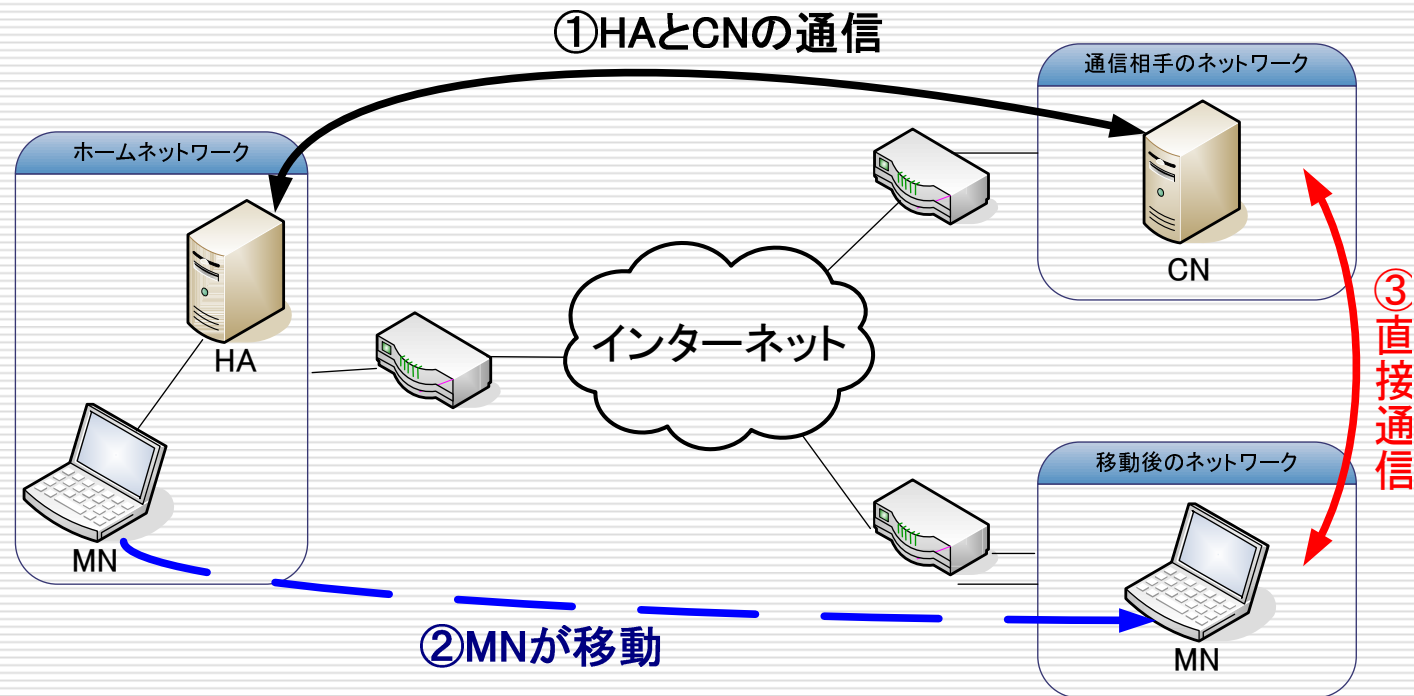 ①HAとCNの通信
通信相手のネットワーク
ホームネットワーク
CN
HA
インターネット
③直接通信
移動後のネットワーク
MN
②MNが移動
MN